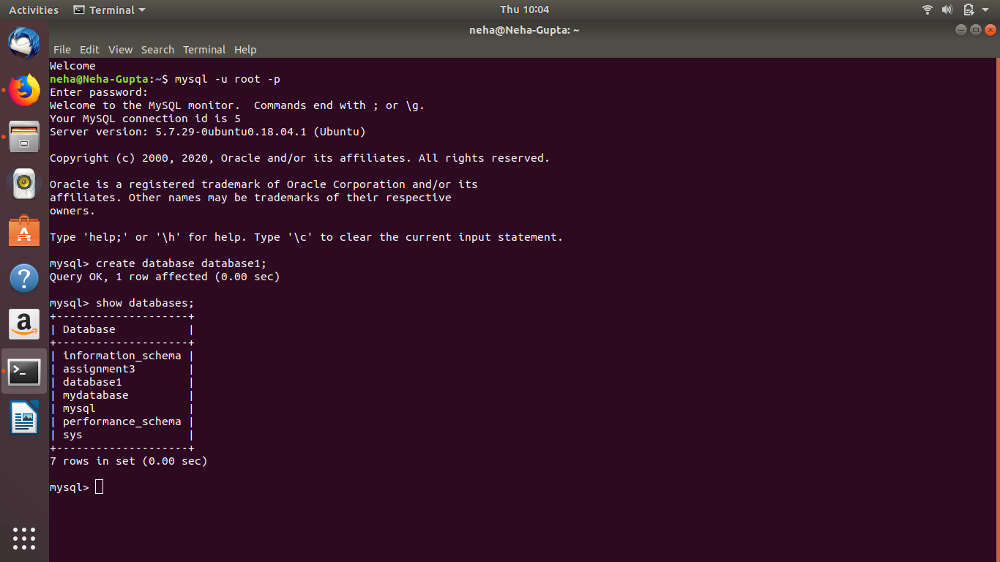 Activities Terminal Thu 10:04
neha@Neha-Gupta: ~
File Edit View Search Terminal Help
Welcome
neha@Neha-Gupta:~$ mysql -u root -p
Enter password:
Welcome to the MySQL monitor.  Commands end with ; or \g.
Your MySQL connection id is 5
Server version: 5.7.29-0ubuntu0.18.04.1 (Ubuntu)
Copyright (c) 2000, 2020, Oracle and/or its affiliates. All rights reserved.
Oracle is a registered trademark of Oracle Corporation and/or its
affiliates. Other names may be trademarks of their respective
owners.
Type 'help;' or '\h' for help. Type '\c' to clear the current input statement.
mysql> create database database1;
Query OK, 1 row affected (0.00 sec)
mysql> show databases;
+--------------------+
| Database           |
+--------------------+
| information_schema |
| assignment3        |
| database1          |
| mydatabase         |
| mysql              |
| performance_schema |
| sys                |
+--------------------+
7 rows in set (0.00 sec)
mysql>